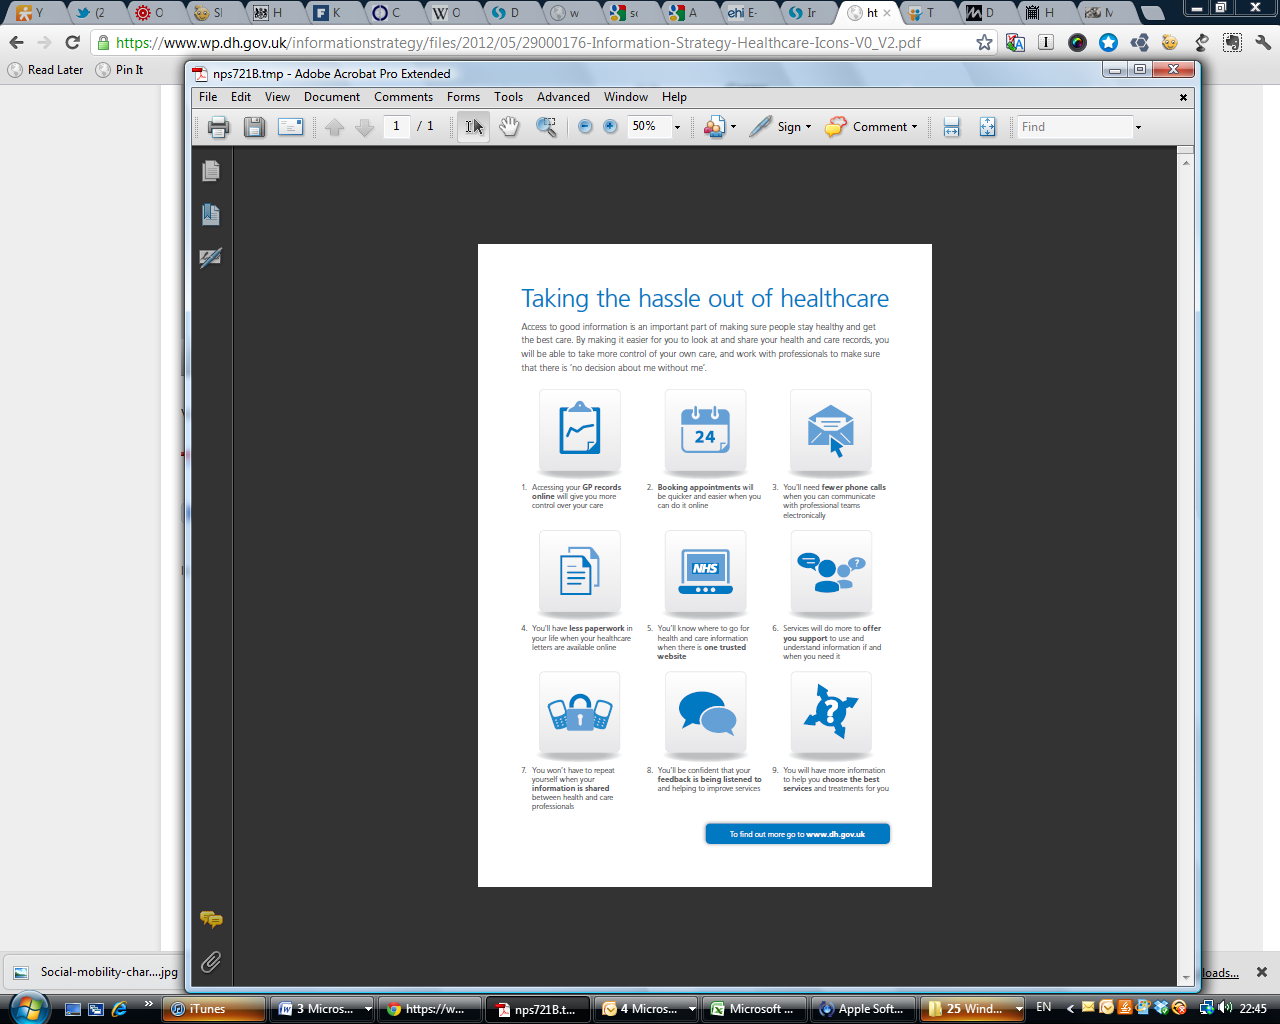 Y
(2
O
Sl
H
K
C
O
D
w
so
A
ehi E-
Ir
ht
T
D
H
M
https://www.wp.dh.gov.uk/informationstrategy/files/2012/05/29000176-Information-Strategy-Healthcare-Icons-V0_V2.pdf
Read Later Pin It
nps721B.tmp - Adobe Acrobat Pro Extended
File Edit View Document Comments Forms Tools Advanced Window Help
1 / 1 50% Sign Comment Find
Taking the hassle out of healthcare
Access to good information is an important part of making sure people stay healthy and get
the best care. By making it easier for you to look at and share your health and care records, you
will be able to take more control of your own care, and work with professionals to make sure
that there is ‘no decision about me without me’.
24
1. Accessing your GP records
online will give you more
control over your care
2. Booking appointments will
be quicker and easier when you
can do it online
3. You’ll need fewer phone calls
when you can communicate
with professional teams
electronically
NHS
?
4. You’ll have less paperwork in
your life when your healthcare
letters are available online
5. You’ll know where to go for
health and care information
when there is one trusted
website
6. Services will do more to offer
you support to use and
understand information if and
when you need it
i
?
7. You won’t have to repeat
yourself when your
information is shared
between health and care
professionals
8. You’ll be confident that your
feedback is being listened to
and helping to improve services
9. You will have more information
to help you choose the best
services and treatments for you
To find out more go to www.dh.gov.uk
Social-mobility-char....jpg
loads...
iTunes 3 Micros... https://w... nps721B.t... 4 Micros... Microsoft ... Apple Soft... 25 Wind... EN 22:45